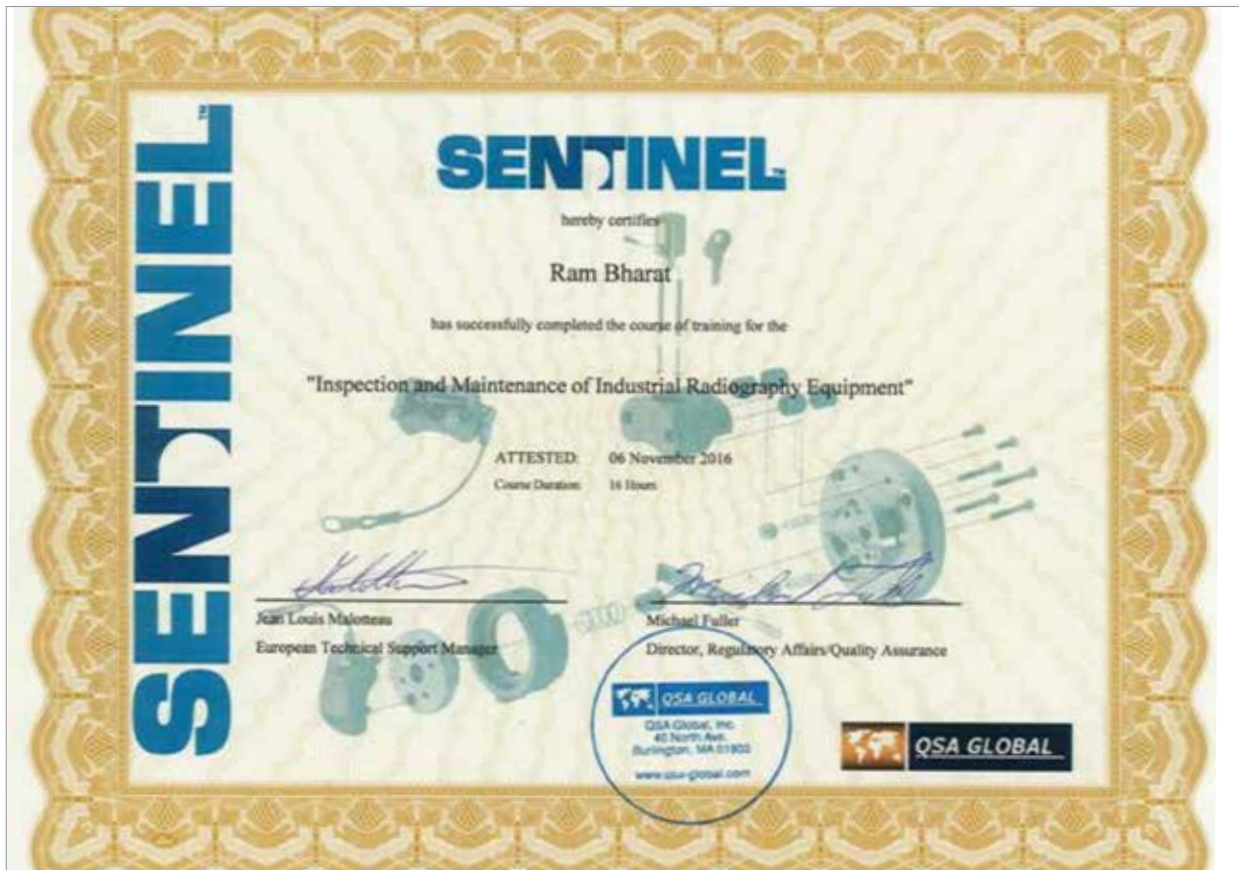 SENTINEL™
SENTINEL™
hereby certifies
Ram Bharat
has successfully completed the course of training for the
"Inspection and Maintenance of Industrial Radiography Equipment"
ATTESTED: 06 November 2016
Course Duration: 16 Hours
Jean Louis Malotteau
European Technical Support Manager
Michael Fuller
Director, Regulatory Affairs/Quality Assurance
QSA GLOBAL
QSA Global, Inc.
40 North Ave.
Burlington, MA 01803
www.qsa-global.com
QSA GLOBAL